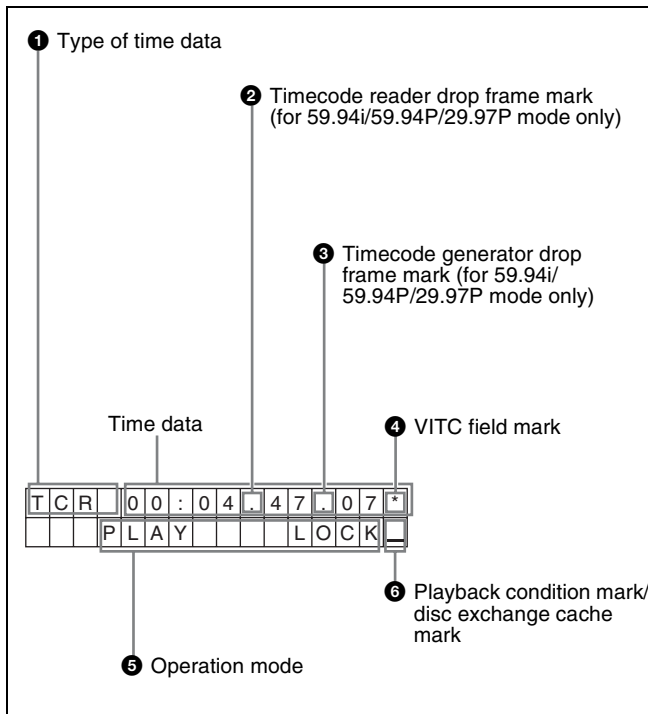 ❶ Type of time data
❷ Timecode reader drop frame mark
(for 59.94i/59.94P/29.97P mode only)
❸ Timecode generator drop
frame mark (for 59.94i/
59.94P/29.97P mode only)
Time data
❹ VITC field mark
TCR 00:04.47.07*
PLAY LOCK_
❻ Playback condition mark/
disc exchange cache
mark
❺ Operation mode